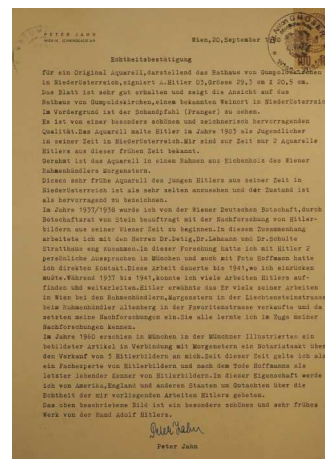 PETER JAHN
Wien,20.September 1980
Echtheitsbestätigung
für ein Original Aquarell,darstellend das Rathaus von Gumpoldskirchen
in Niederösterreich,signiert A.Hitler 03,Grösse 29,3 cm X 20,5 cm.
Das Blatt ist sehr gut erhalten und zeigt die Ansicht auf das
Rathaus von Gumpoldskirchen,einem bekannten Weinort in Niederösterreich
Im Vordergrund ist der Schandpfahl (Pranger) zu sehen.
Es ist von einer besonders schönen und zeichnerisch hervorragenden
Qualität.Das Aquarell malte Hitler im Jahre 1903 als Jugendlicher
in seiner Zeit in Niederösterreich.Mir sind zur Zeit nur 2 Aquarelle
Hitlers aus dieser frühen Zeit bekannt.
Gerahmt ist das Aquarell in einem Rahmen aus Eichenholz des Wiener
Rahmenhändlers Morgenstern.
Dieses sehr frühe Aquarell des jungen Hitlers aus seiner Zeit in
Niederösterreich ist als sehr selten anzusehen und der Zustand ist
als hervorragend zu bezeichnen.
Im Jahre 1937/1938 wurde ich von der Wiener Deutschen Botschaft,durch
Botschaftsrat von Stein beauftragt mit der Nachforschung von Hitler-
bildern aus seiner Wiener Zeit zu beginnen.In diesem Zusammenhang
arbeitete ich mit den Herren Dr.Detig,Dr.Lehmann und Dr.Schulte
Stratthaus eng zusammen.In dieser Forschung hatte ich mit Hitler 2
persönliche Aussprachen in München und auch mit Foto Hoffmann hatte
ich direkten Kontakt.Diese Arbeit dauerte bis 1941,wo ich einrücken
mußte.Während 1937 bis 1941,konnte ich viele Arbeiten Hitlers auf-
finden und weiterleiten.Hitler erwähnte das Er viele seiner Arbeiten
in Wien bei den Rahmenhändler,Morgenstern in der Liechtensteinstrasse
beim Rahmenhändler Altenberg in der Favoritenstrasse verkaufte und da
setzten meine Nachforschungen ein.Sie alle lernte ich im Zuge meiner
Nachforschungen kennen.
Im Jahre 1960 erschien in München in der Münchner Illustrierten ein
bebilderter Artikel in Verbindung mit Morgenstern ein Notariatsakt über
den Verkauf von 5 Hitlerbildern an mich.Seit dieser Zeit galt ich als
ein Fachexperte von Hitlerbildern und nach dem Tode Hoffmanns als
letzter lebender Kenner von Hitlerbildern.In dieser Eigenschaft werde
ich von Amerika,England und anderen Staaten um Gutachten über die
Echtheit der mir vorliegenden Arbeiten Hitlers gebeten.
Das oben beschriebene Bild ist ein besonders schönes und sehr frühes
Werk von der Hand Adolf Hitlers.
Peter Jahn
Peter Jahn